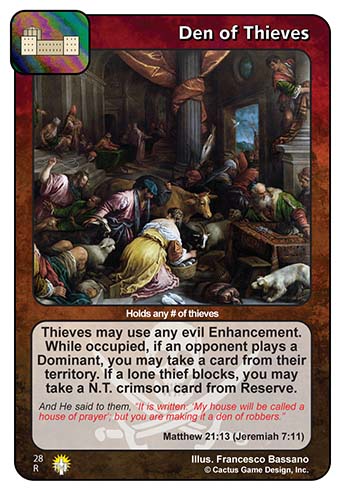 Den of Thieves
Holds any # of thieves
Thieves may use any evil Enhancement.
While occupied, if an opponent plays a
Dominant, you may take a card from their
territory. If a lone thief blocks, you may
take a N.T. crimson card from Reserve.
And He said to them, “It is written: ‘My house will be called a
house of prayer’; but you are making it a den of robbers.”
Matthew 21:13 (Jeremiah 7:11)
28
R
Illus. Francesco Bassano
© Cactus Game Design, Inc.